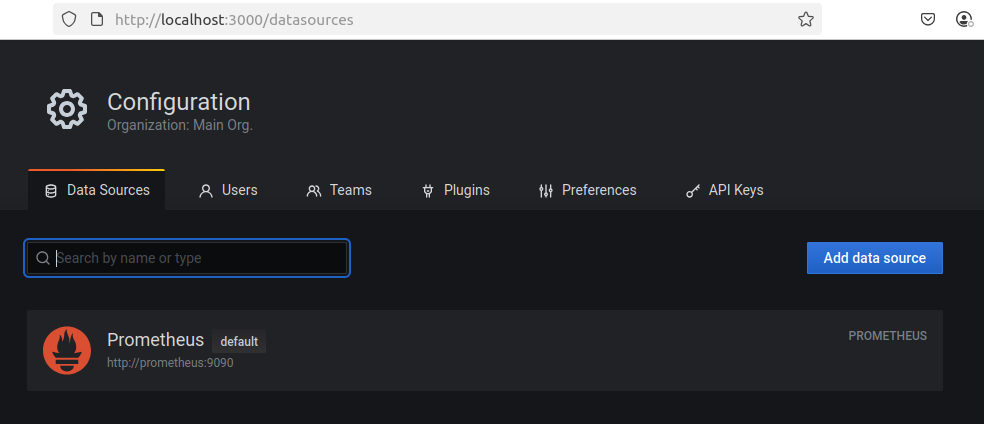 http://localhost:3000/datasources
Configuration
Organization: Main Org.
Data Sources Users Teams Plugins Preferences API Keys
Search by name or type Add data source
Prometheus default PROMETHEUS
http://prometheus:9090